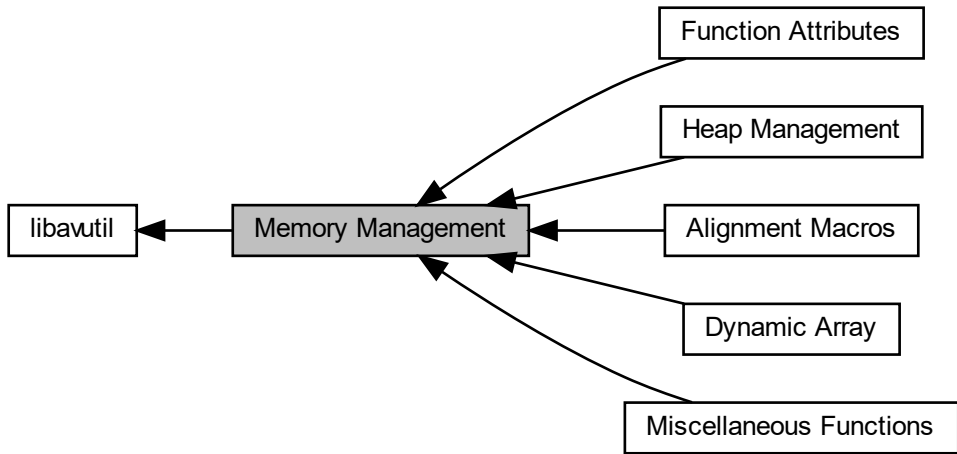 Function Attributes
Heap Management
libavutil
Memory Management
Alignment Macros
Dynamic Array
Miscellaneous Functions